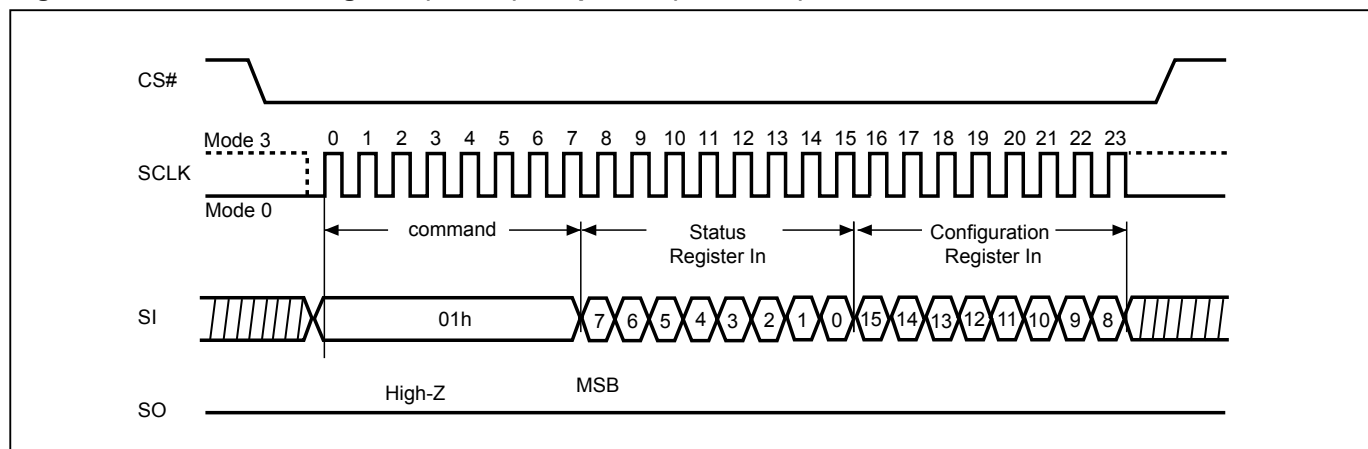 CS#
0 1 2 3 4 5 6 7 8 9 10 11 12 13 14 15 16 17 18 19 20 21 22 23
Mode 3
SCLK
Mode 0
command
Status
Register In
Configuration
Register In
SI
01h
7 6 5 4 3 2 1 0 15 14 13 12 11 10 9 8
High-Z
MSB
SO